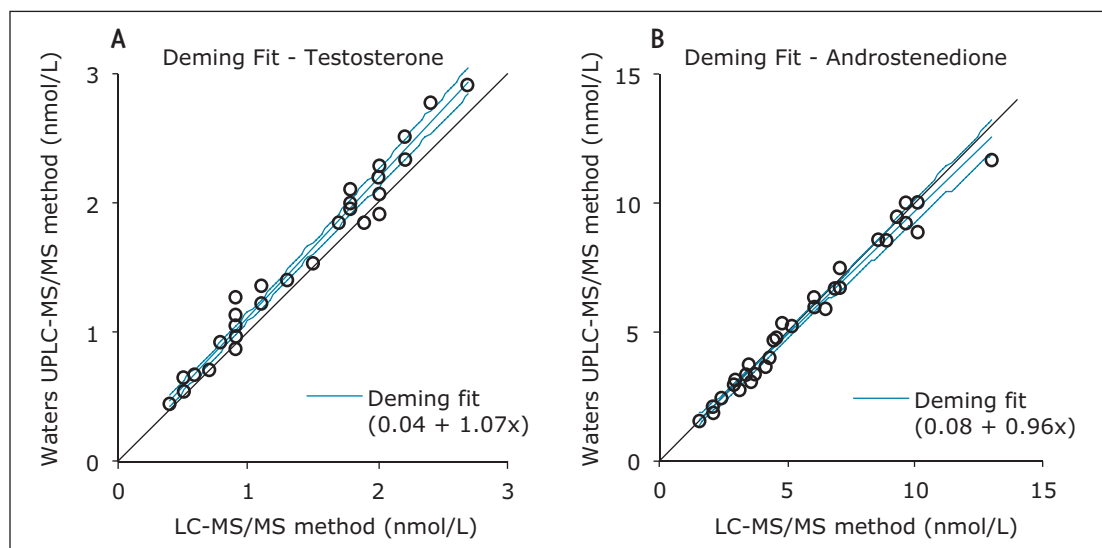 A
Deming Fit - Testosterone
Waters UPLC-MS/MS method (nmol/L)
3
2
1
0
Deming fit
(0.04 + 1.07x)
0
1
2
3
LC-MS/MS method (nmol/L)
B
Deming Fit - Androstenedione
Waters UPLC-MS/MS method (nmol/L)
15
10
5
0
Deming fit
(0.08 + 0.96x)
0
5
10
15
LC-MS/MS method (nmol/L)